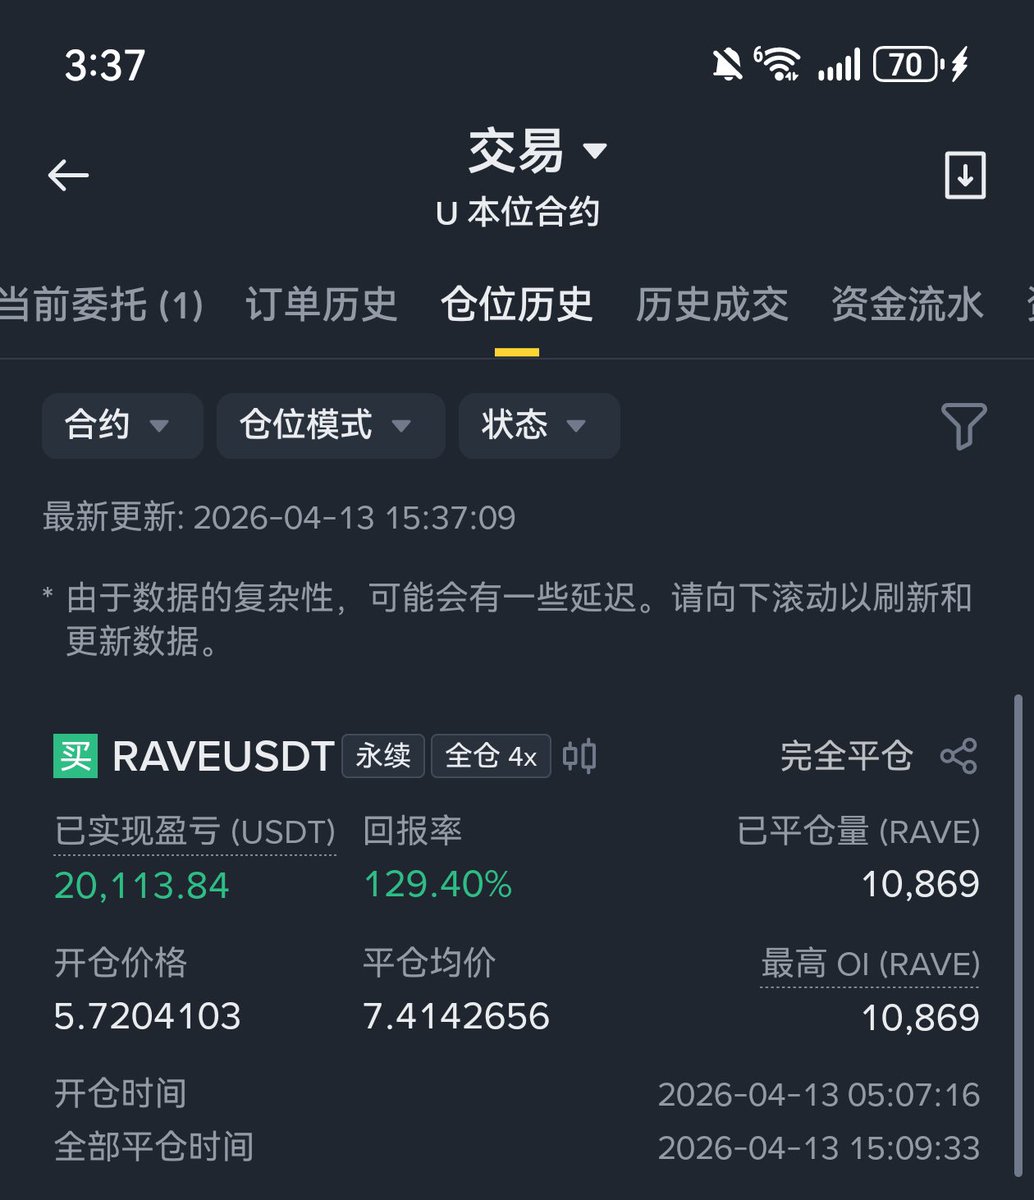 3:37
6
70
交易
U 本位合约
当前委托 (1) 订单历史 仓位历史 历史成交 资金流水
合约 仓位模式 状态
最新更新: 2026-04-13 15:37:09
* 由于数据的复杂性，可能会有一些延迟。请向下滚动以刷新和
更新数据。
买 RAVEUSDT 永续 全仓 4x 完全平仓
已实现盈亏 (USDT) 回报率 已平仓量 (RAVE)
20,113.84 129.40% 10,869
开仓价格 平仓均价 最高 OI (RAVE)
5.7204103 7.4142656 10,869
开仓时间 2026-04-13 05:07:16
全部平仓时间 2026-04-13 15:09:33